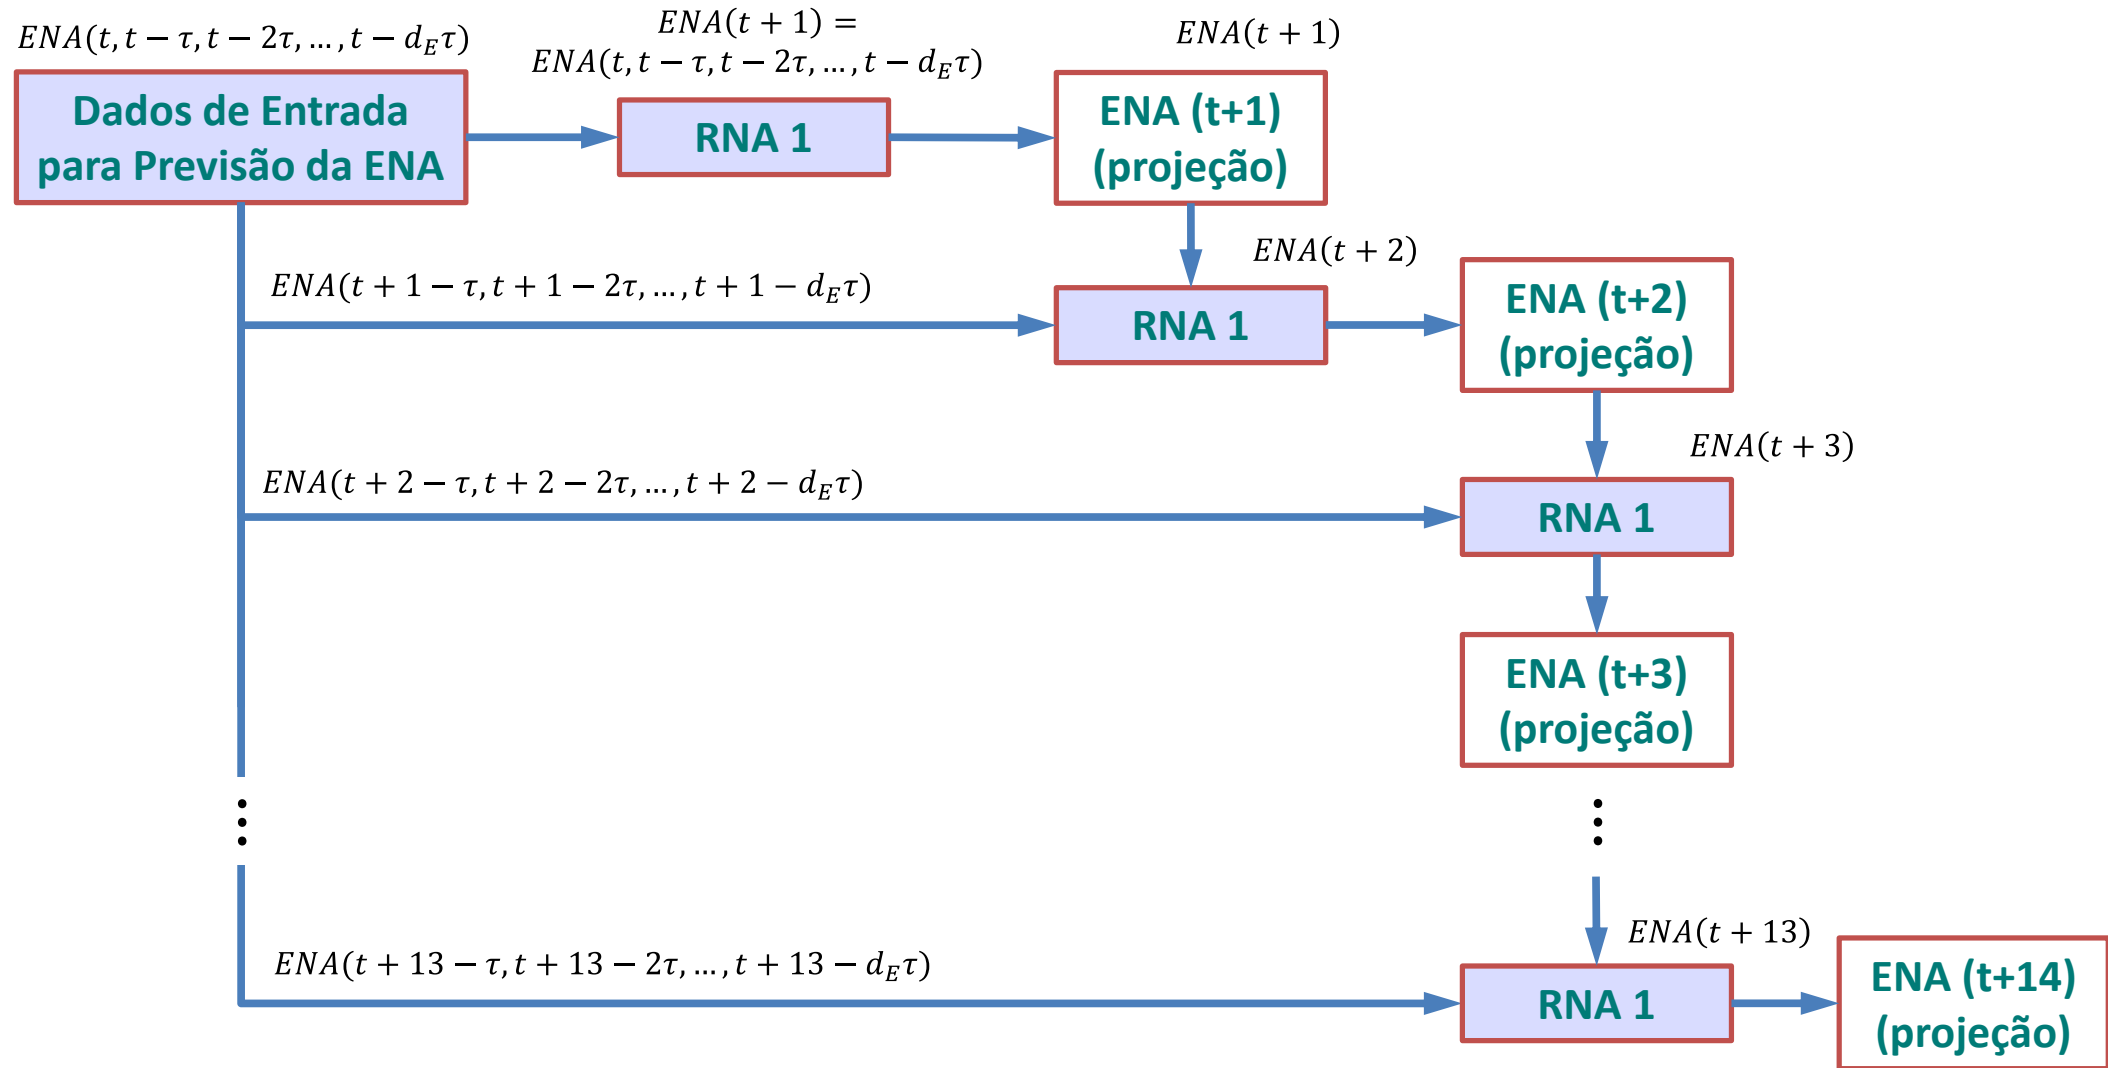 ENA(t, t − τ, t − 2τ, …, t − d_E τ)
Dados de Entrada
para Previsão da ENA
ENA(t + 1) =
ENA(t, t − τ, t − 2τ, …, t − d_E τ)
RNA 1
ENA(t + 1)
ENA (t+1)
(projeção)
ENA(t + 1 − τ, t + 1 − 2τ, …, t + 1 − d_E τ)
RNA 1
ENA(t + 2)
ENA (t+2)
(projeção)
ENA(t + 2 − τ, t + 2 − 2τ, …, t + 2 − d_E τ)
ENA(t + 3)
RNA 1
ENA (t+3)
(projeção)
⋮
⋮
ENA(t + 13 − τ, t + 13 − 2τ, …, t + 13 − d_E τ)
ENA(t + 13)
RNA 1
ENA (t+14)
(projeção)